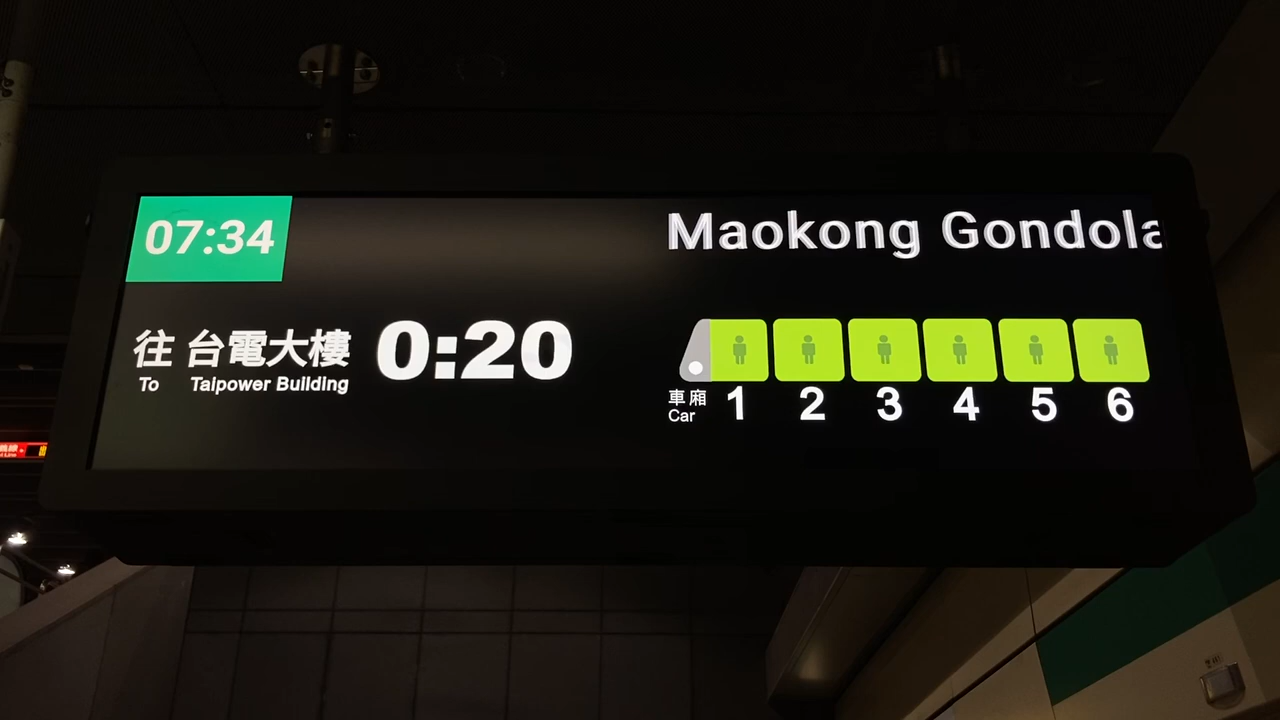 07:34
Maokong Gondola
往 台電大樓 0:20
To Taipower Building
車廂
Car 1 2 3 4 5 6